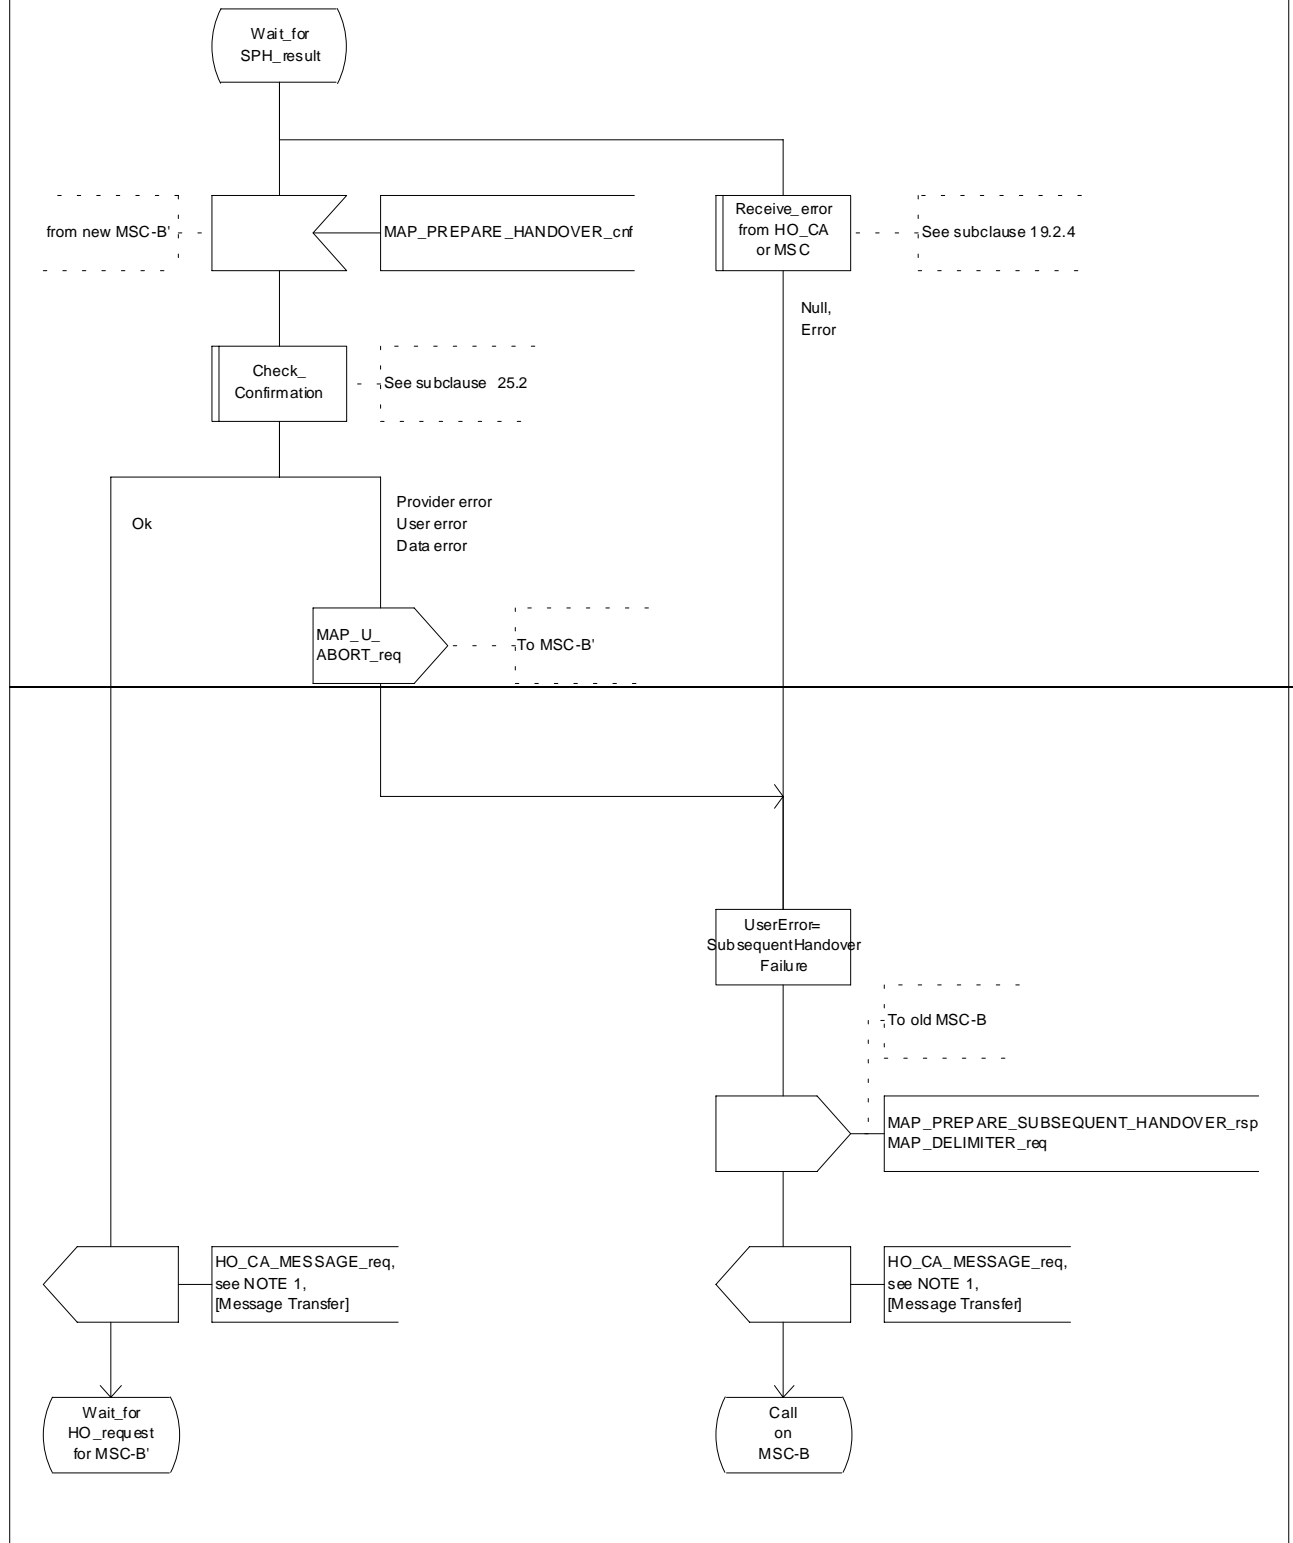 Wait_for
SPH_result
from new MSC-B'
MAP_PREPARE_HANDOVER_cnf
Receive_error
from HO_CA
or MSC
See subclause 19.2.4
Null,
Error
Check_
Confirmation
See subclause 25.2
Ok
Provider error
User error
Data error
MAP_U_
ABORT_req
To MSC-B'
UserError=
SubsequentHandover
Failure
To old MSC-B
MAP_PREPARE_SUBSEQUENT_HANDOVER_rsp
MAP_DELIMITER_req
HO_CA_MESSAGE_req,
see NOTE 1,
[Message Transfer]
HO_CA_MESSAGE_req,
see NOTE 1,
[Message Transfer]
Wait_for
HO_request
for MSC-B'
Call
on
MSC-B